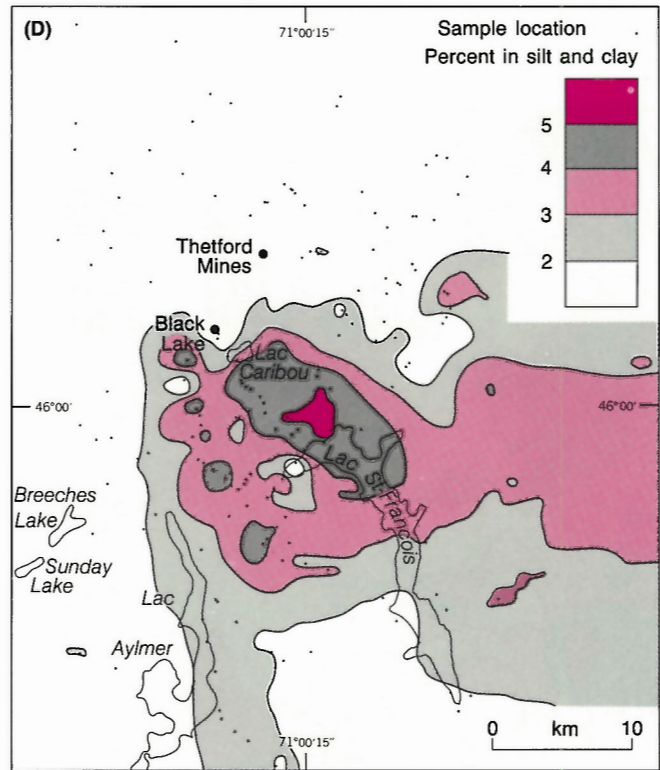 (D)
71°00'15"
Sample location
Percent in silt and clay
5
4
3
2
Thetford
Mines
Black
Lake
Lac
Caribou
46°00'
46°00'
Lac St. François
Breeches
Lake
Sunday
Lake
Lac
Aylmer
0 km 10
71°00'15"